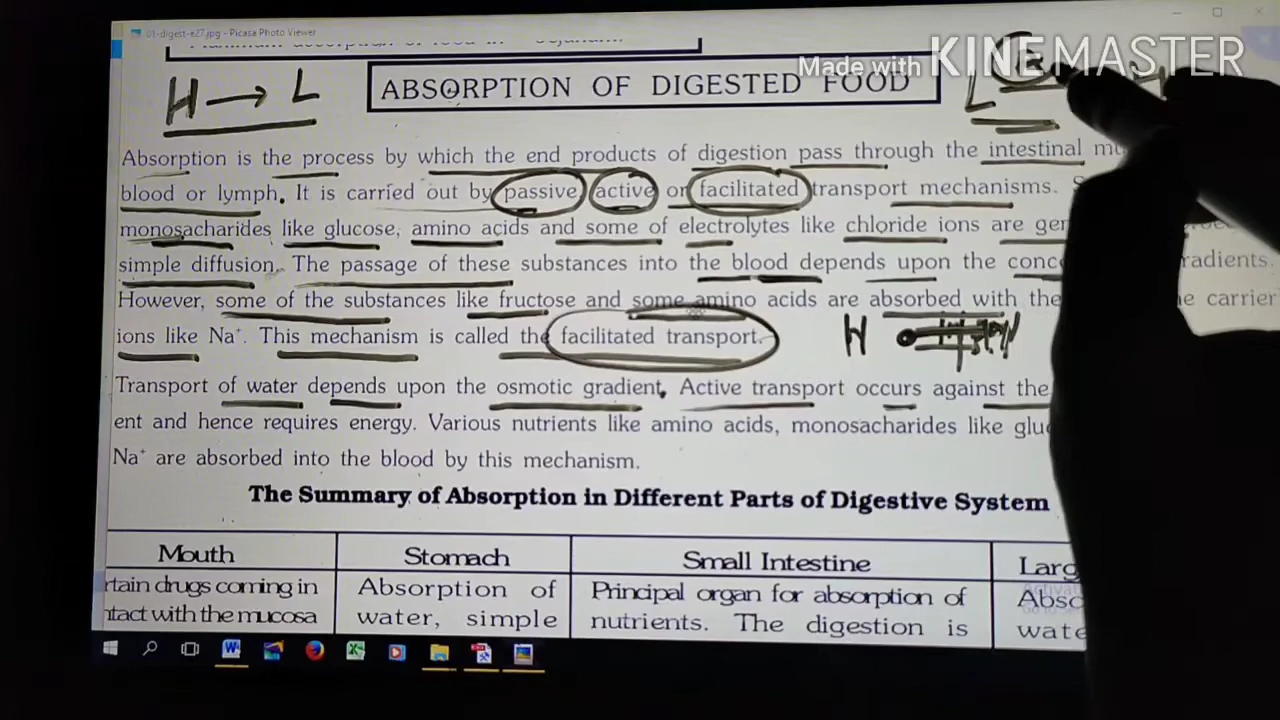 01-digest-e27.jpg - Picasa Photo Viewer
Made with KINEMASTER
H → L
ABSORPTION OF DIGESTED FOOD
L
Absorption is the process by which the end products of digestion pass through the intestinal
blood or lymph. It is carried out by passive active or facilitated transport mechanisms.
monosacharides like glucose, amino acids and some of electrolytes like chloride ions are
simple diffusion. The passage of these substances into the blood depends upon the
However, some of the substances like fructose and some amino acids are absorbed with the carrier
ions like Na⁺. This mechanism is called the facilitated transport.
H
Transport of water depends upon the osmotic gradient. Active transport occurs against the
ent and hence requires energy. Various nutrients like amino acids, monosacharides like
Na⁺ are absorbed into the blood by this mechanism.
The Summary of Absorption in Different Parts of Digestive System
Mouth Stomach Small Intestine
drugs coming in Absorption of Principal organ for absorption of
with the mucosa water, simple nutrients. The digestion is